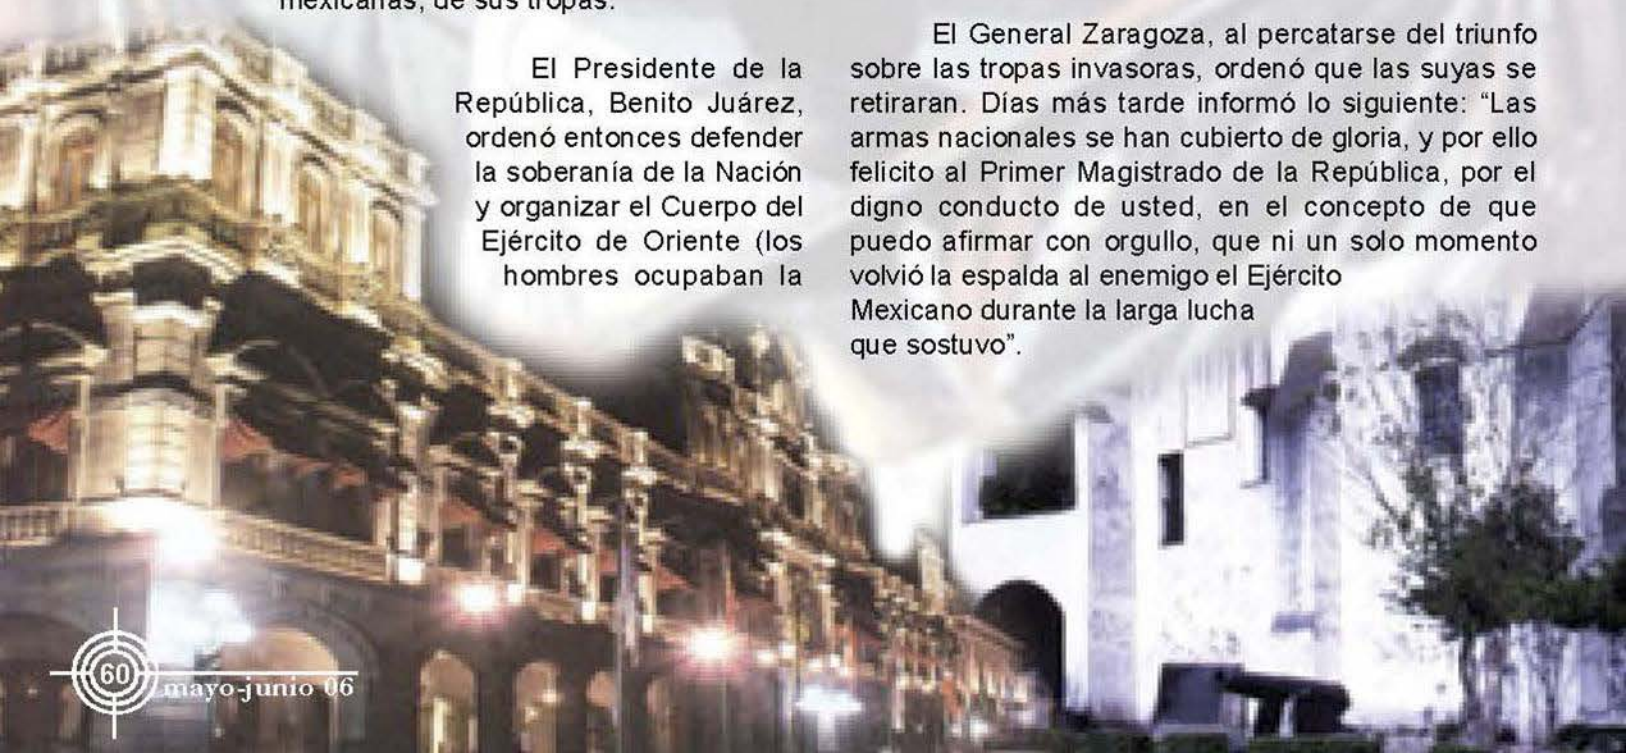 mexicanas, de sus tropas.
El Presidente de la
República, Benito Juárez,
ordenó entonces defender
la soberanía de la Nación
y organizar el Cuerpo del
Ejército de Oriente (los
hombres ocupaban la
El General Zaragoza, al percatarse del triunfo
sobre las tropas invasoras, ordenó que las suyas se
retiraran. Días más tarde informó lo siguiente: “Las
armas nacionales se han cubierto de gloria, y por ello
felicito al Primer Magistrado de la República, por el
digno conducto de usted, en el concepto de que
puedo afirmar con orgullo, que ni un solo momento
volvió la espalda al enemigo el Ejército
Mexicano durante la larga lucha
que sostuvo”.
60
mayo-junio 06